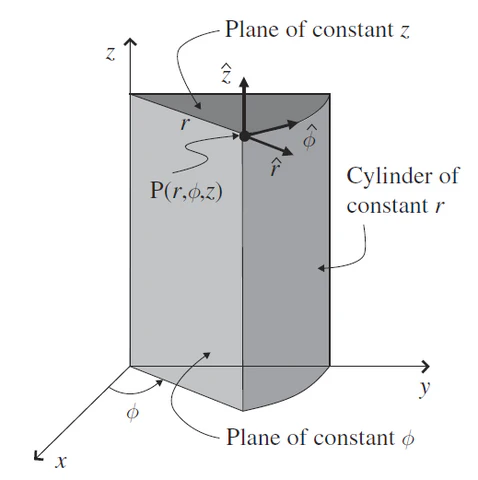 Plane of constant z
z
ẑ
r
ϕ̂
r̂
P(r,ϕ,z)
Cylinder of
constant r
y
ϕ
Plane of constant ϕ
x